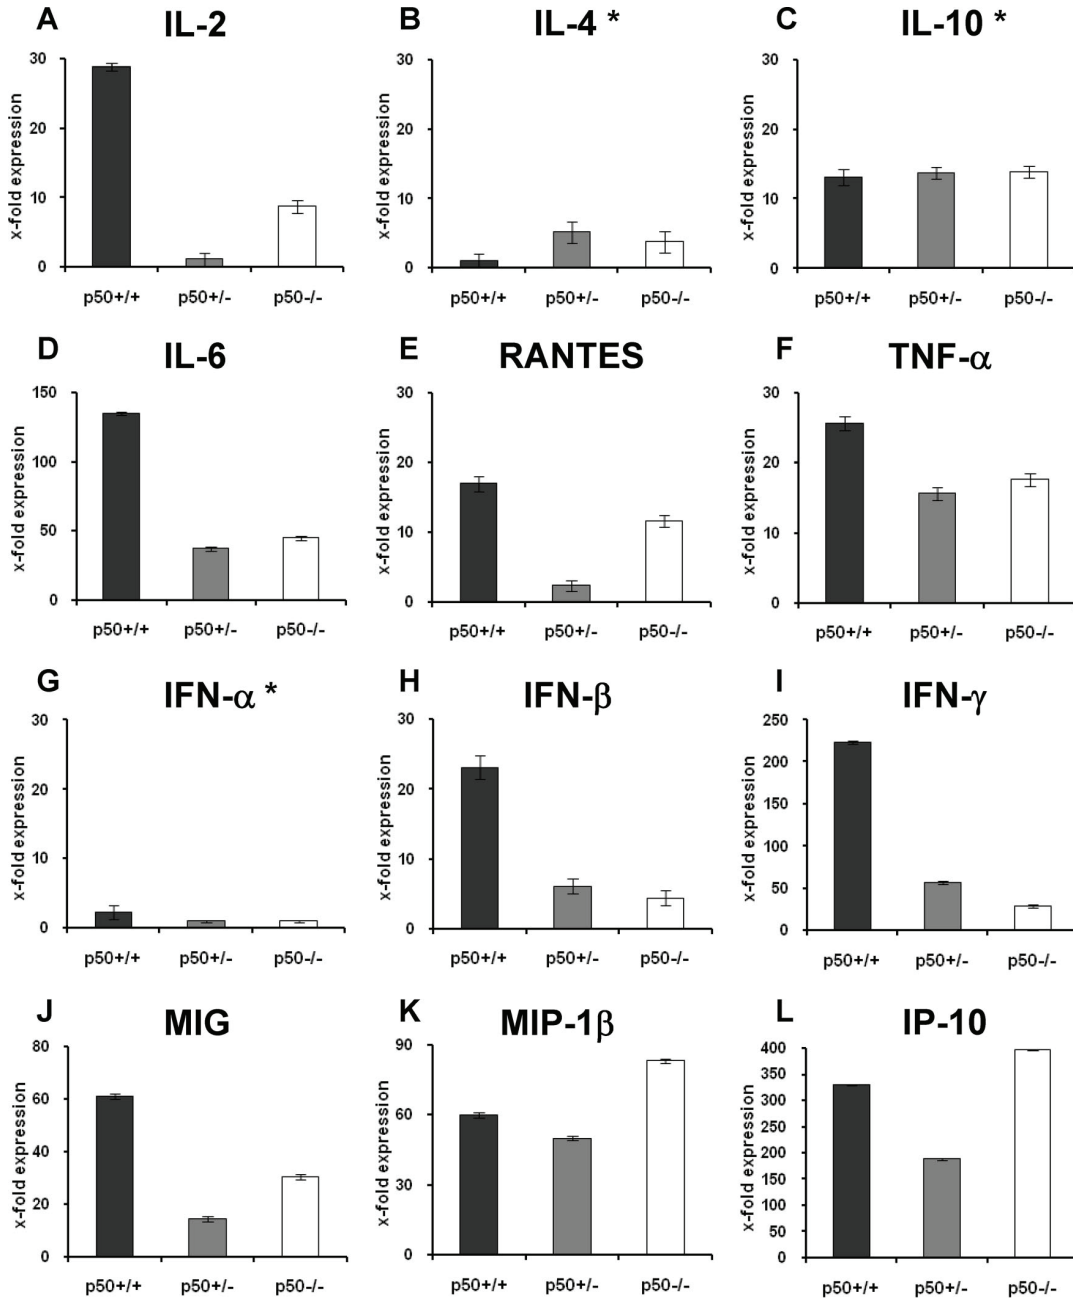 A IL-2
x-fold expression
30
20
10
0
p50+/+ p50+/- p50-/-
B IL-4 *
x-fold expression
30
20
10
0
p50+/+ p50+/- p50-/-
C IL-10 *
x-fold expression
30
20
10
0
p50+/+ p50+/- p50-/-
D IL-6
x-fold expression
150
100
50
0
p50+/+ p50+/- p50-/-
E RANTES
x-fold expression
30
20
10
0
p50+/+ p50+/- p50-/-
F TNF-α
x-fold expression
30
20
10
0
p50+/+ p50+/- p50-/-
G IFN-α *
x-fold expression
30
20
10
0
p50+/+ p50+/- p50-/-
H IFN-β
x-fold expression
30
20
10
0
p50+/+ p50+/- p50-/-
I IFN-γ
x-fold expression
250
200
150
100
50
0
p50+/+ p50+/- p50-/-
J MIG
x-fold expression
80
60
40
20
0
p50+/+ p50+/- p50-/-
K MIP-1β
x-fold expression
90
60
30
0
p50+/+ p50+/- p50-/-
L IP-10
x-fold expression
400
350
300
250
200
150
100
50
0
p50+/+ p50+/- p50-/-